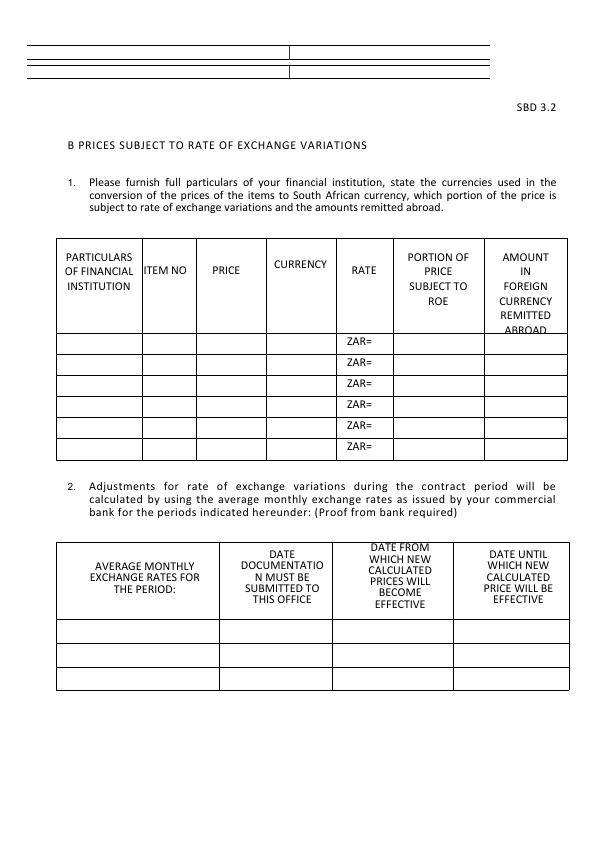 SBD 3.2
B PRICES SUBJECT TO RATE OF EXCHANGE VARIATIONS
1. Please furnish full particulars of your financial institution, state the currencies used in the
conversion of the prices of the items to South African currency, which portion of the price is
subject to rate of exchange variations and the amounts remitted abroad.
PARTICULARS
OF FINANCIAL
INSTITUTION
ITEM NO
PRICE
CURRENCY
RATE
PORTION OF
PRICE
SUBJECT TO
ROE
AMOUNT
IN
FOREIGN
CURRENCY
REMITTED
ABROAD
ZAR=
ZAR=
ZAR=
ZAR=
ZAR=
ZAR=
2. Adjustments for rate of exchange variations during the contract period will be
calculated by using the average monthly exchange rates as issued by your commercial
bank for the periods indicated hereunder: (Proof from bank required)
AVERAGE MONTHLY
EXCHANGE RATES FOR
THE PERIOD:
DATE
DOCUMENTATIO
N MUST BE
SUBMITTED TO
THIS OFFICE
DATE FROM
WHICH NEW
CALCULATED
PRICES WILL
BECOME
EFFECTIVE
DATE UNTIL
WHICH NEW
CALCULATED
PRICE WILL BE
EFFECTIVE